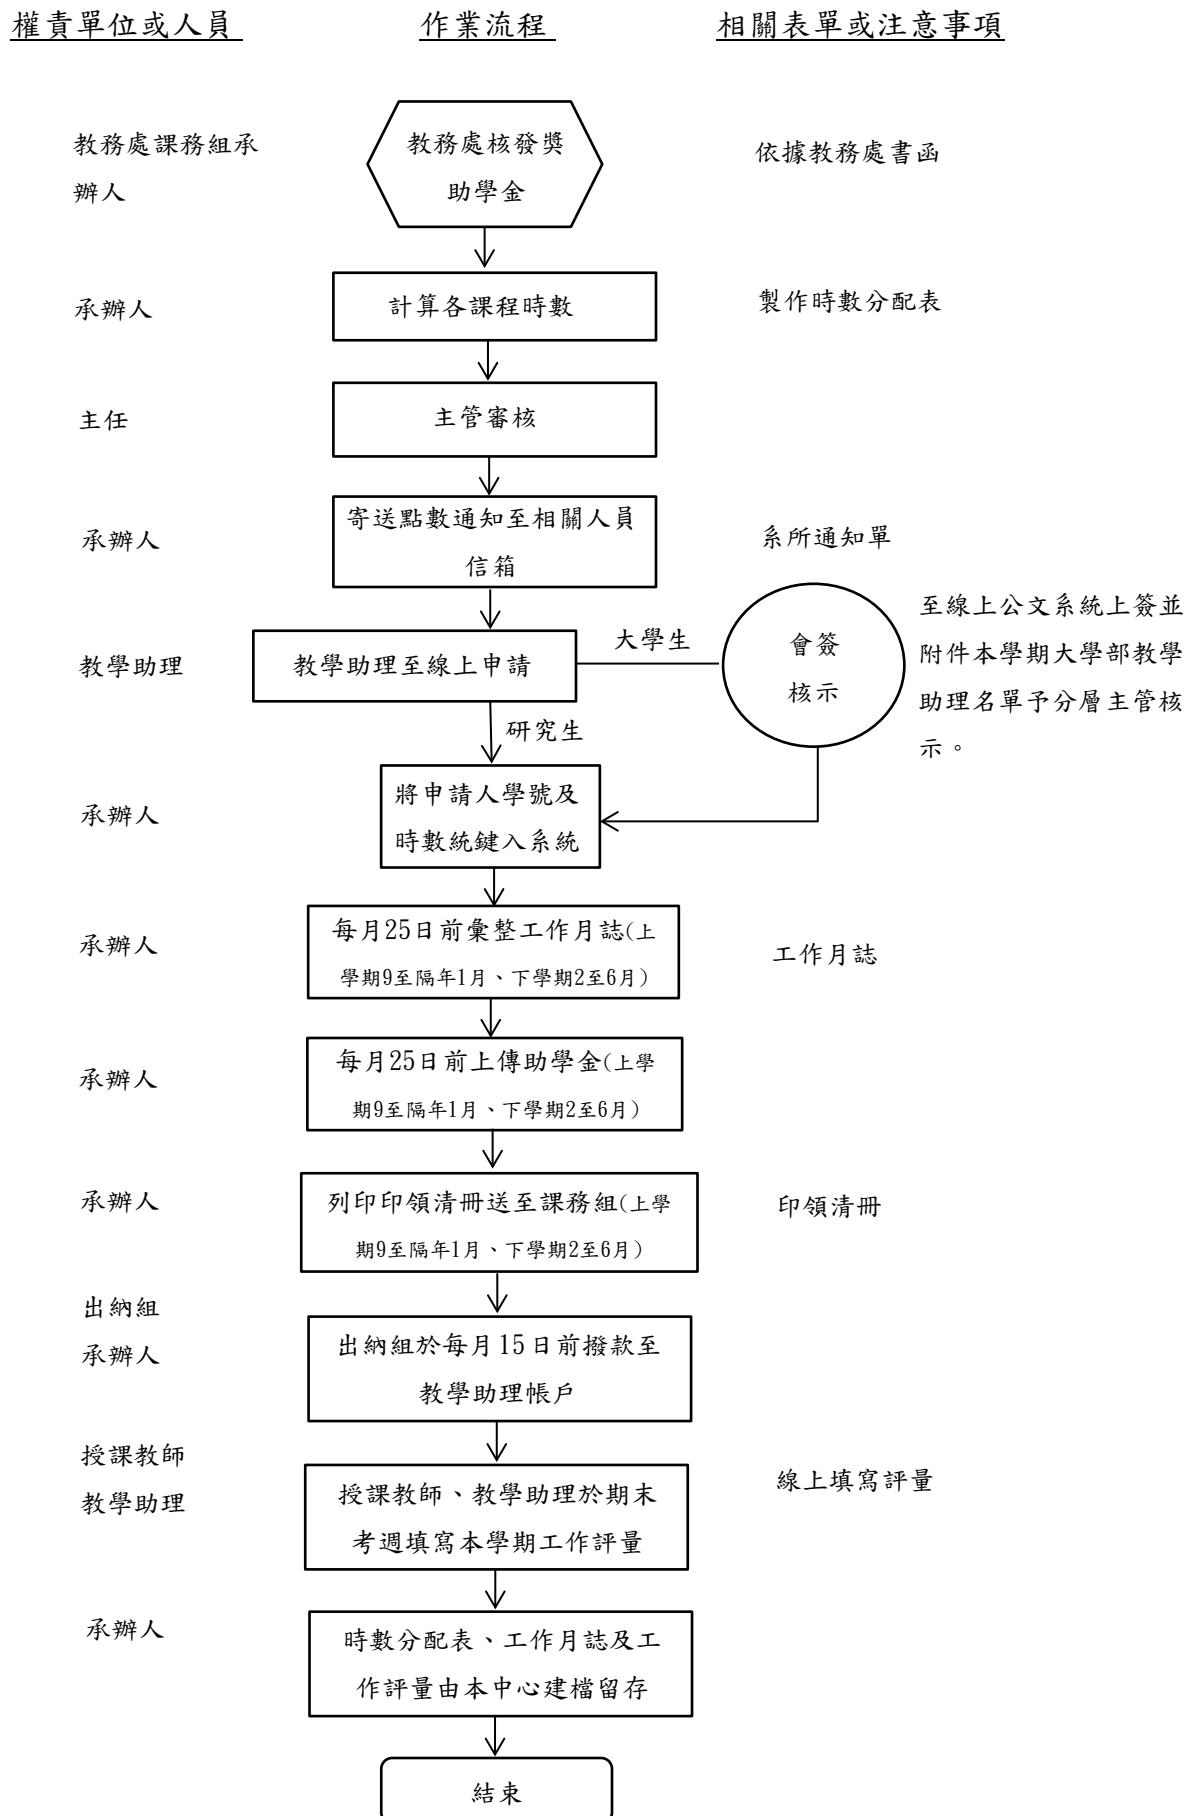 權責單位或人員
作業流程
相關表單或注意事項
教務處課務組承
辦人
教務處核發獎
助學金
依據教務處書函
承辦人
計算各課程時數
製作時數分配表
主任
主管審核
承辦人
寄送點數通知至相關人員
信箱
系所通知單
教學助理
教學助理至線上申請
大學生
會簽
核示
至線上公文系統上簽並
附件本學期大學部教學
助理名單予分層主管核
示。
研究生
承辦人
將申請人學號及
時數統鍵入系統
承辦人
每月25日前彙整工作月誌(上
學期9至隔年1月、下學期2至6月)
工作月誌
承辦人
每月25日前上傳助學金(上學
期9至隔年1月、下學期2至6月)
承辦人
列印印領清冊送至課務組(上學
期9至隔年1月、下學期2至6月)
印領清冊
出納組
承辦人
出納組於每月15日前撥款至
教學助理帳戶
授課教師
教學助理
授課教師、教學助理於期末
考週填寫本學期工作評量
線上填寫評量
承辦人
時數分配表、工作月誌及工
作評量由本中心建檔留存
結束